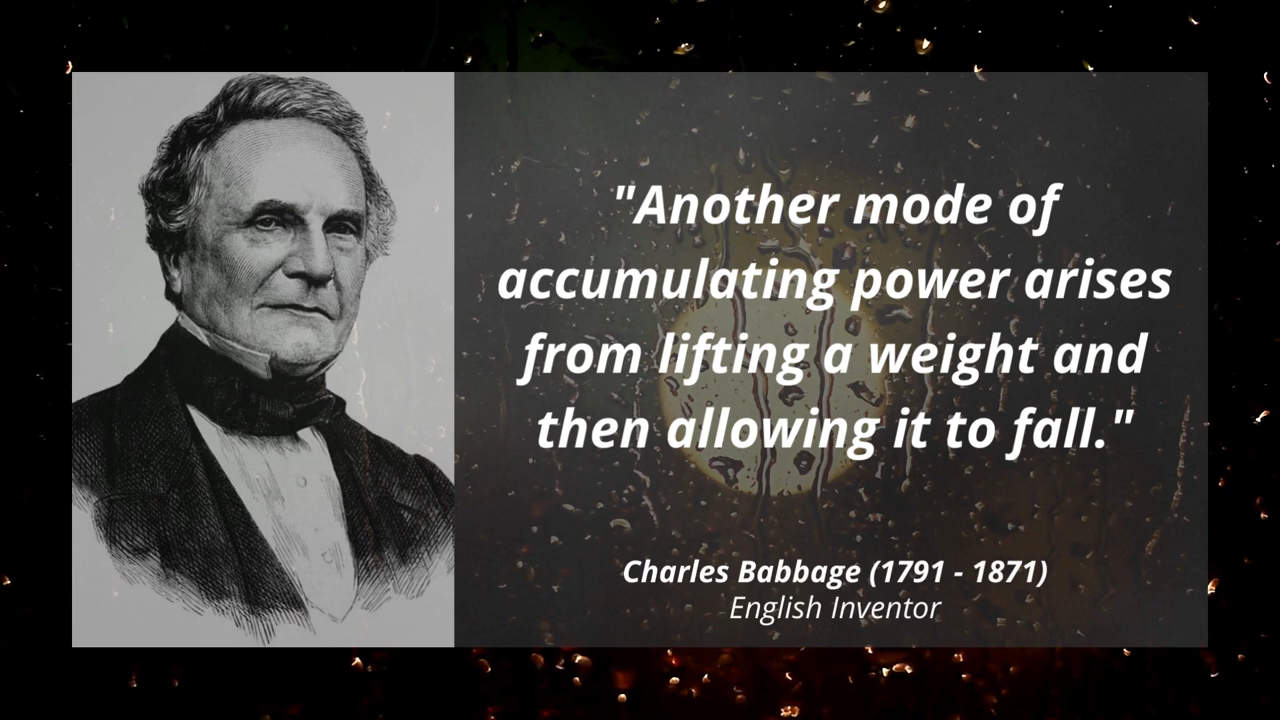 "Another mode of
accumulating power arises
from lifting a weight and
then allowing it to fall."
Charles Babbage (1791 - 1871)
English Inventor